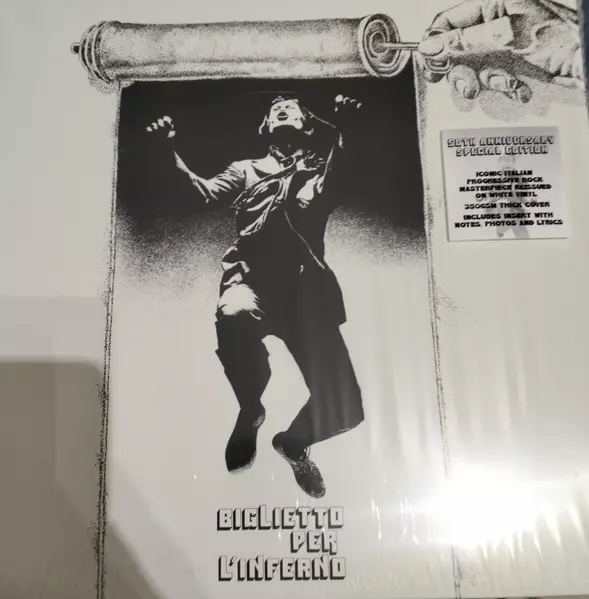 50TH ANNIVERSARY
SPECIAL EDITION
ICONIC ITALIAN
PROGRESSIVE ROCK
MASTERPIECE REISSUED
ON WHITE VINYL
350GSM THICK COVER
INCLUDES INSERT WITH
NOTES, PHOTOS AND LYRICS
BIGLIETTO
PER
L'INFERNO